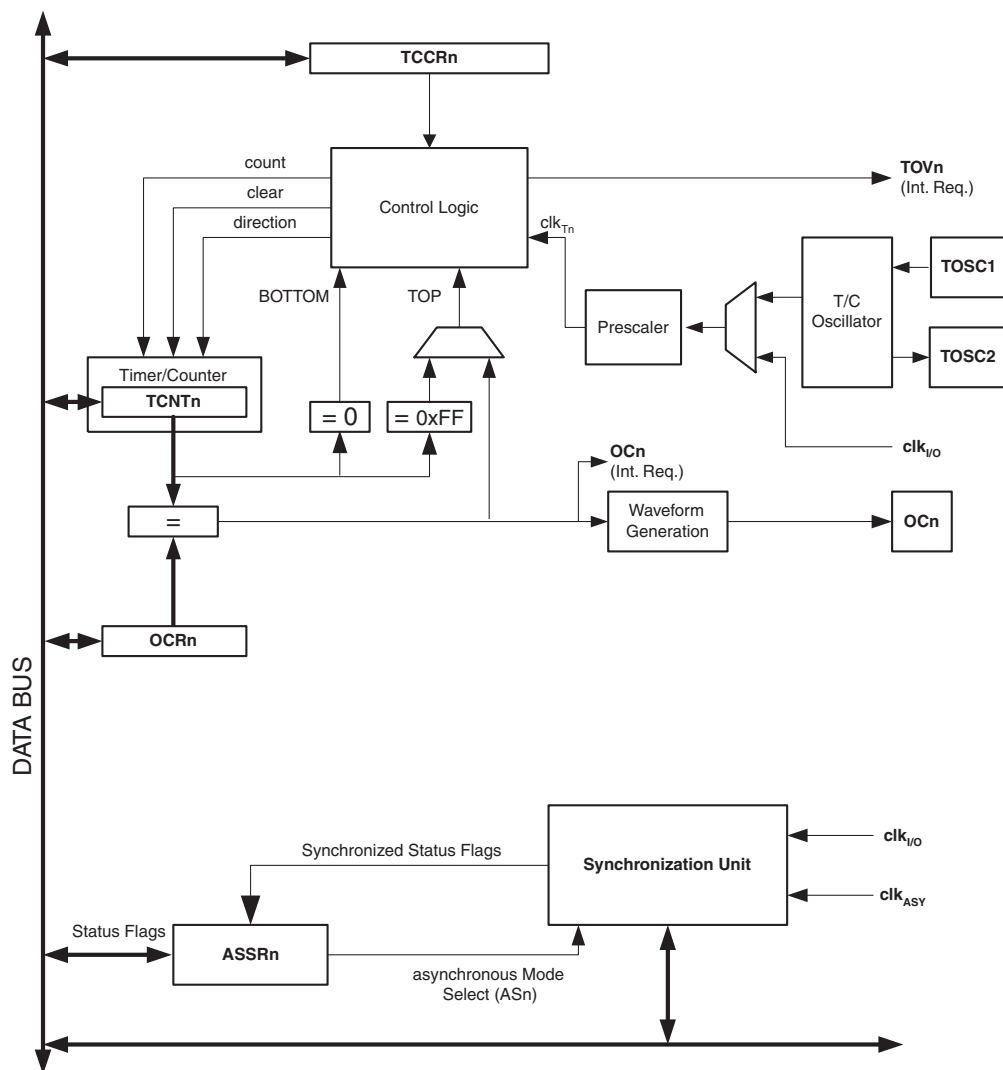 TCCRn
count
clear
direction
Control Logic
TOVn
(Int. Req.)
clkTn
BOTTOM
TOP
TOSC1
T/C
Oscillator
TOSC2
Prescaler
Timer/Counter
TCNTn
= 0
= 0xFF
clkI/O
OCn
(Int. Req.)
=
Waveform
Generation
OCn
OCRn
DATA BUS
Synchronized Status Flags
Synchronization Unit
clkI/O
clkASY
Status Flags
ASSRn
asynchronous Mode
Select (ASn)